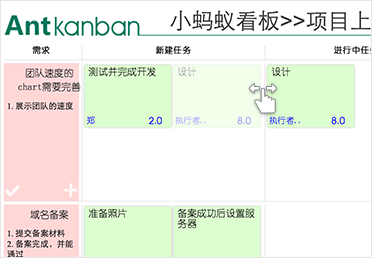 Antkanban
小蚂蚁看板>>项目上
需求
新建任务
进行中任
团队速度的
chart需要完善
1. 展示团队的速度
测试并完成开发
郑
2.0
设计
执行者..
8.0
设计
执行者..
8.0
域名备案
1. 提交备案材料
2. 备案完成，并能
通过
准备照片
备案成功后设置服
务器